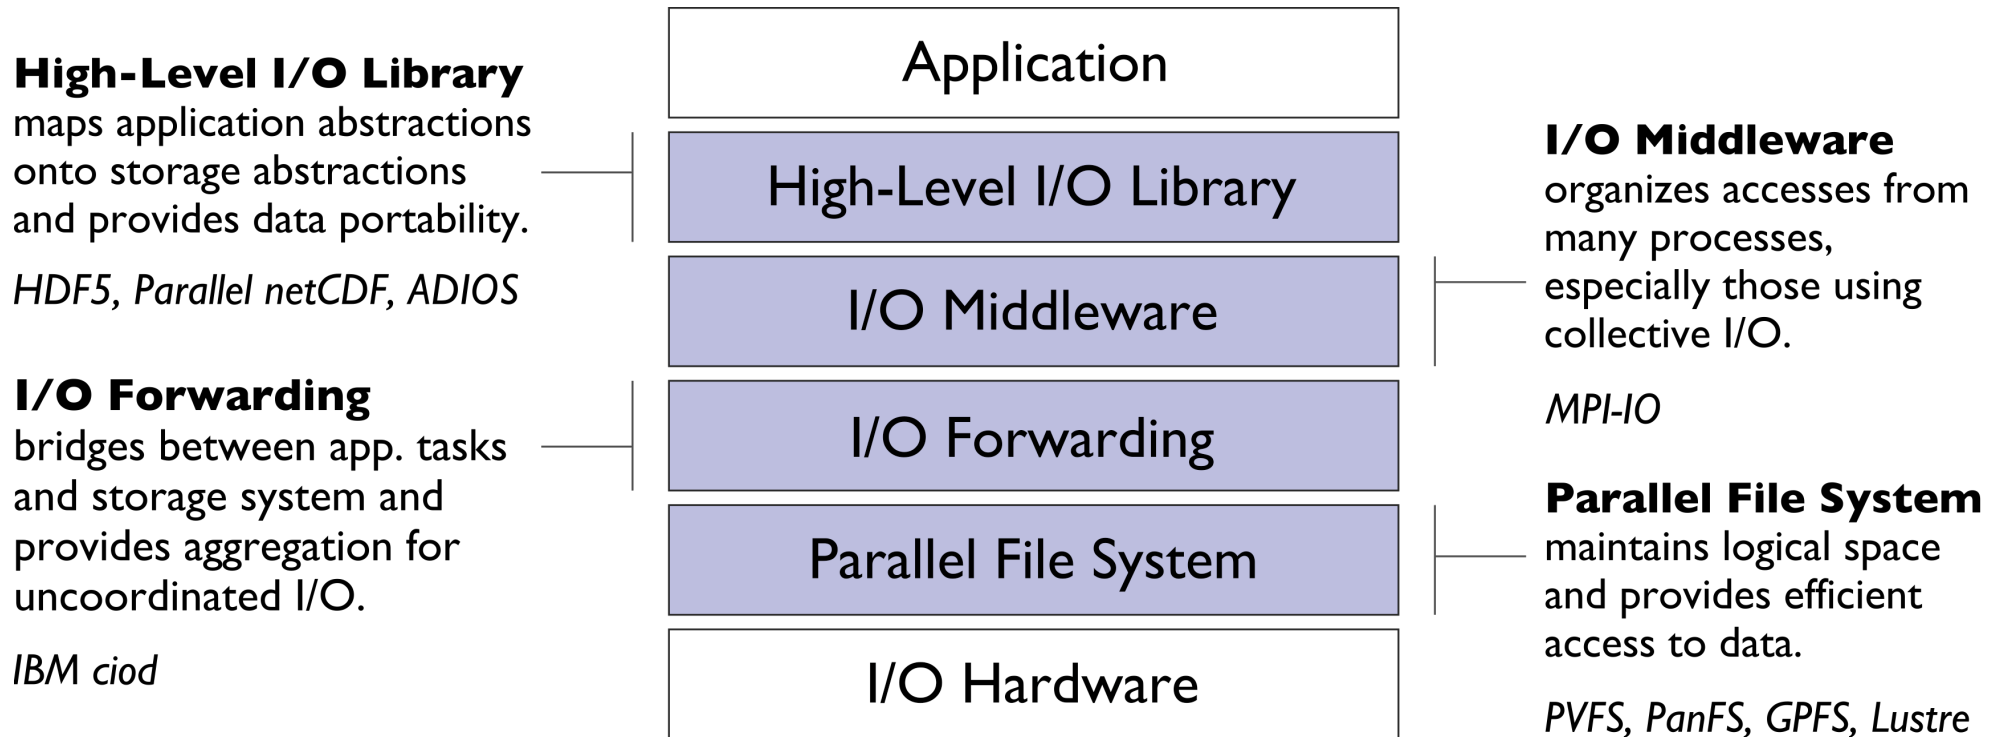 High-Level I/O Library
maps application abstractions
onto storage abstractions
and provides data portability.
HDF5, Parallel netCDF, ADIOS
I/O Forwarding
bridges between app. tasks
and storage system and
provides aggregation for
uncoordinated I/O.
IBM ciod
Application
High-Level I/O Library
I/O Middleware
I/O Forwarding
Parallel File System
I/O Hardware
I/O Middleware
organizes accesses from
many processes,
especially those using
collective I/O.
MPI-IO
Parallel File System
maintains logical space
and provides efficient
access to data.
PVFS, PanFS, GPFS, Lustre